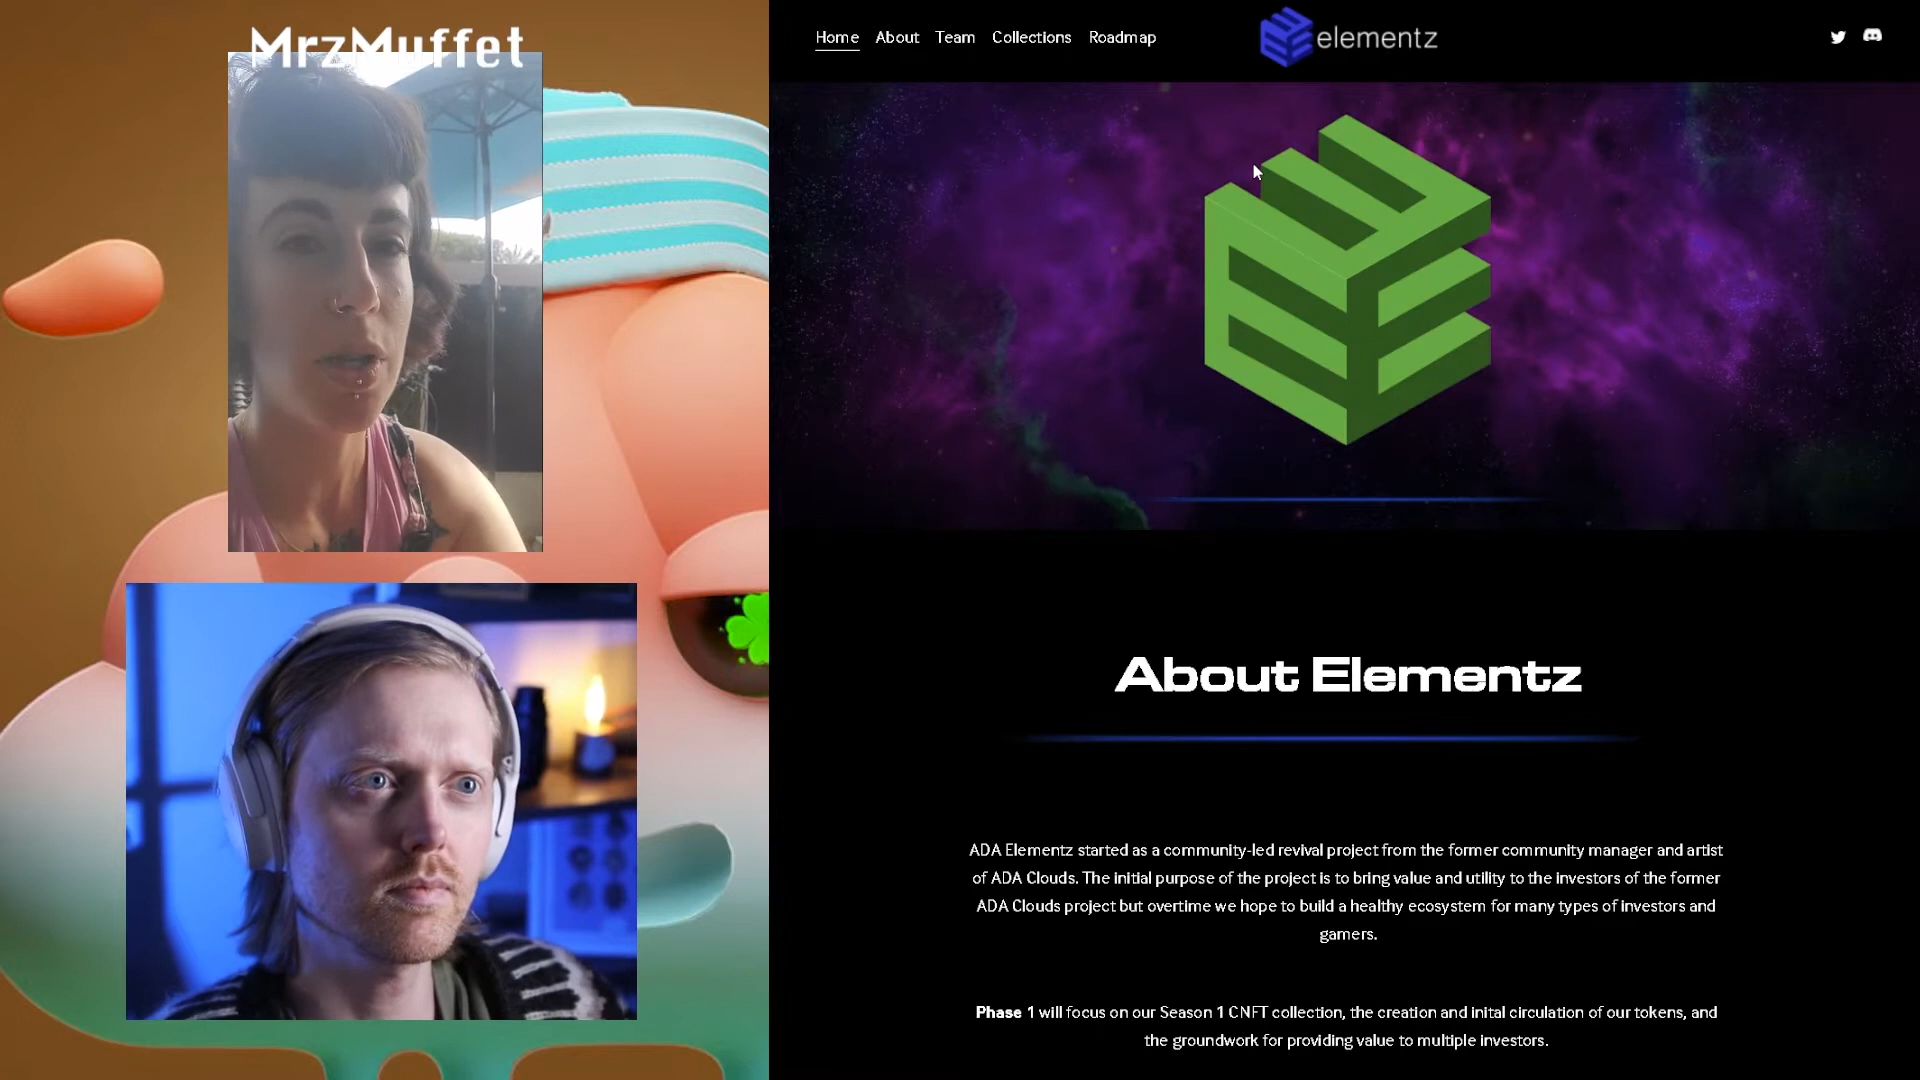 MrzMuffet
Home About Team Collections Roadmap
elementz
About Elementz
ADA Elementz started as a community-led revival project from the former community manager and artist
of ADA Clouds. The initial purpose of the project is to bring value and utility to the investors of the former
ADA Clouds project but overtime we hope to build a healthy ecosystem for many types of investors and
gamers.
Phase 1 will focus on our Season 1 CNFT collection, the creation and inital circulation of our tokens, and
the groundwork for providing value to multiple investors.